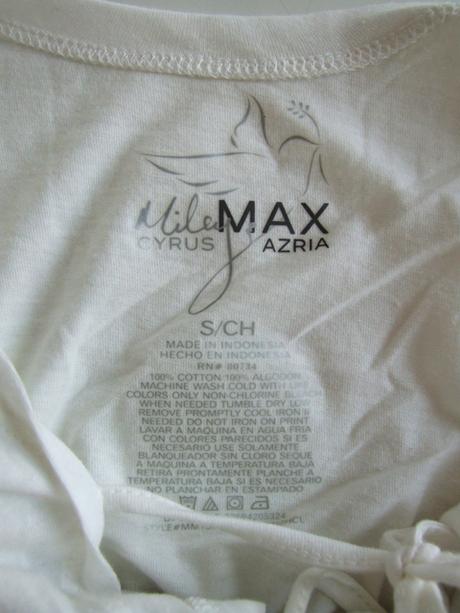 Miley MAX
CYRUS AZRIA
S/CH
MADE IN INDONESIA
HECHO EN INDONESIA
RN# 80734
100% COTTON 100% ALGODON
MACHINE WASH COLD WITH LIKE
COLORS ONLY NON-CHLORINE BLEACH
WHEN NEEDED TUMBLE DRY LOW
REMOVE PROMPTLY COOL IRON IF
NEEDED DO NOT IRON ON PRINT
LAVAR A MAQUINA EN AGUA FRIA
CON COLORES PARECIDOS SI ES
NECESARIO USE SOLAMENTE
BLANQUEADOR SIN CLORO SEQUE
A MAQUINA A TEMPERATURA BAJA
RETIRA PRONTAMENTE PLANCHE A
TEMPERATURA BAJA SI ES NECESARIO
NO PLANCHAR EN ESTAMPADO